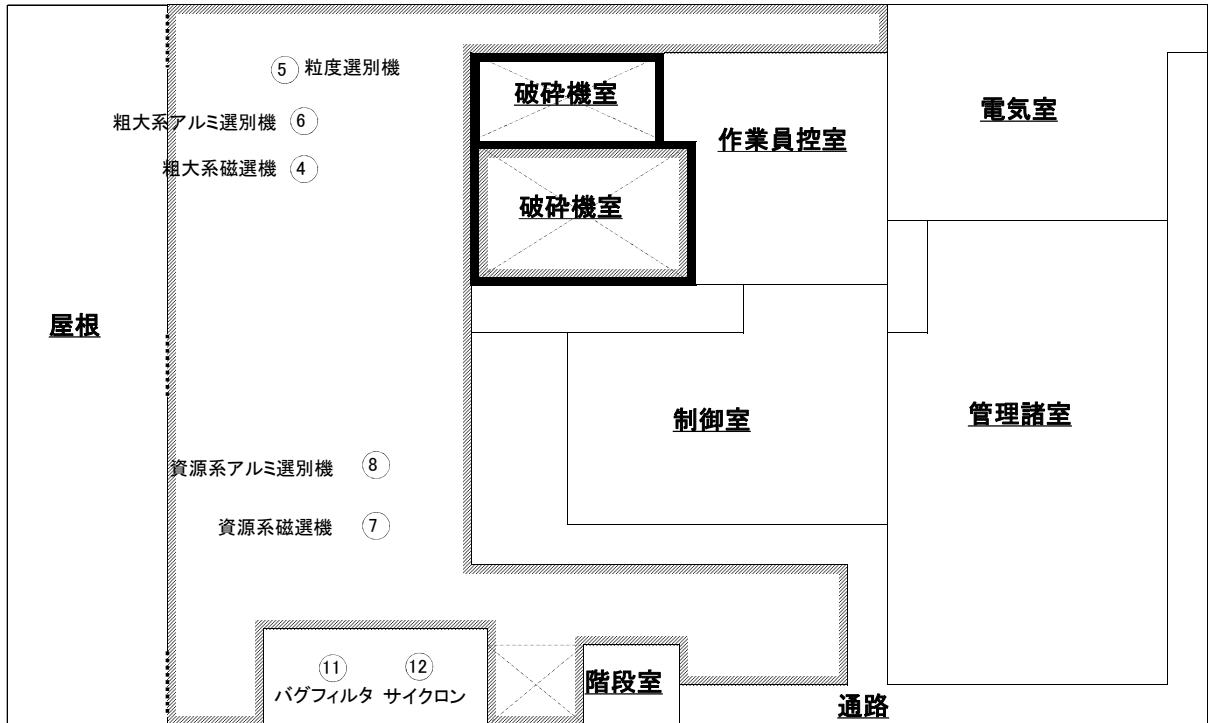 ⑤ 粒度選別機
破砕機室
電気室
粗大系アルミ選別機 ⑥
作業員控室
粗大系磁選機 ④
破砕機室
屋根
制御室
管理諸室
資源系アルミ選別機 ⑧
資源系磁選機 ⑦
⑪ ⑫
バグフィルタ サイクロン
階段室
通路